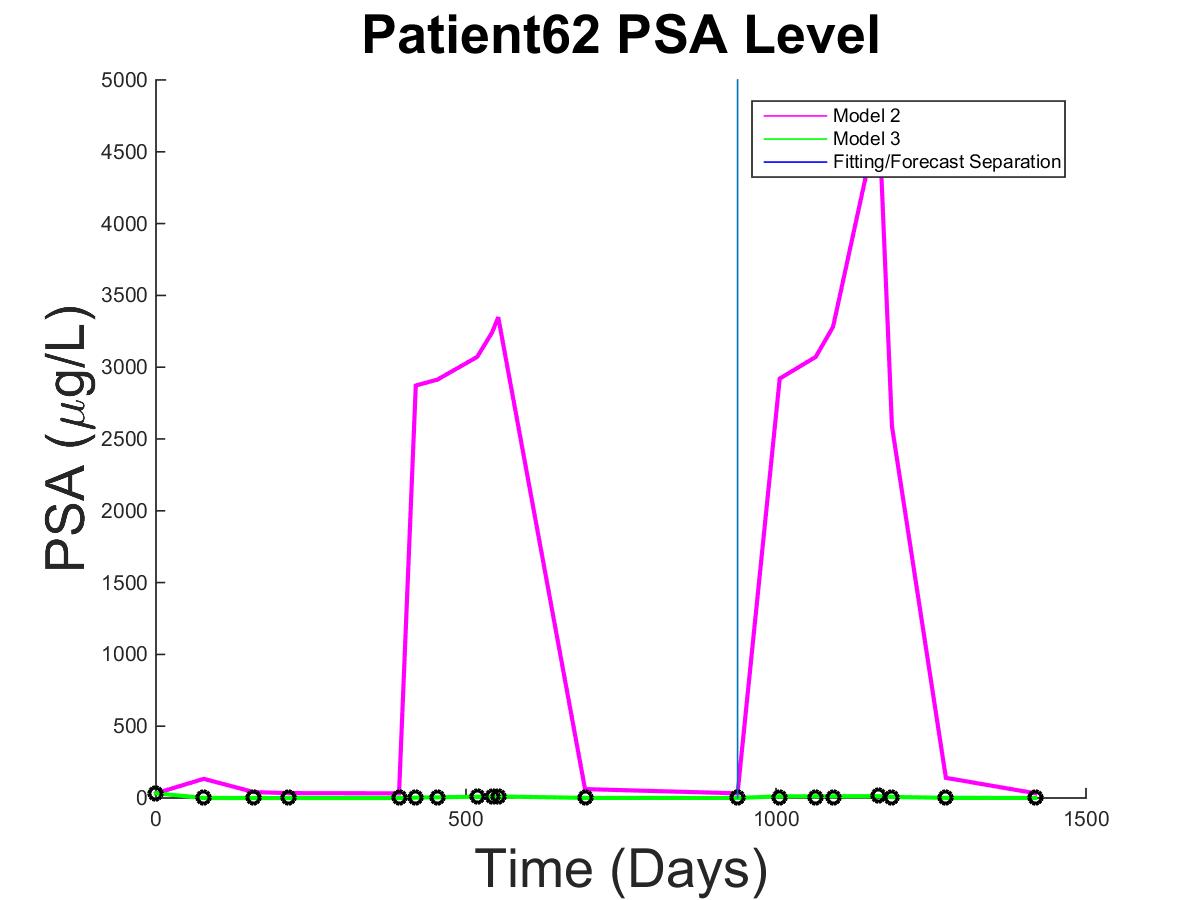 Patient62 PSA Level
PSA (μg/L)
5000
4500
4000
3500
3000
2500
2000
1500
1000
500
0
Model 2
Model 3
Fitting/Forecast Separation
0 500 1000 1500
Time (Days)